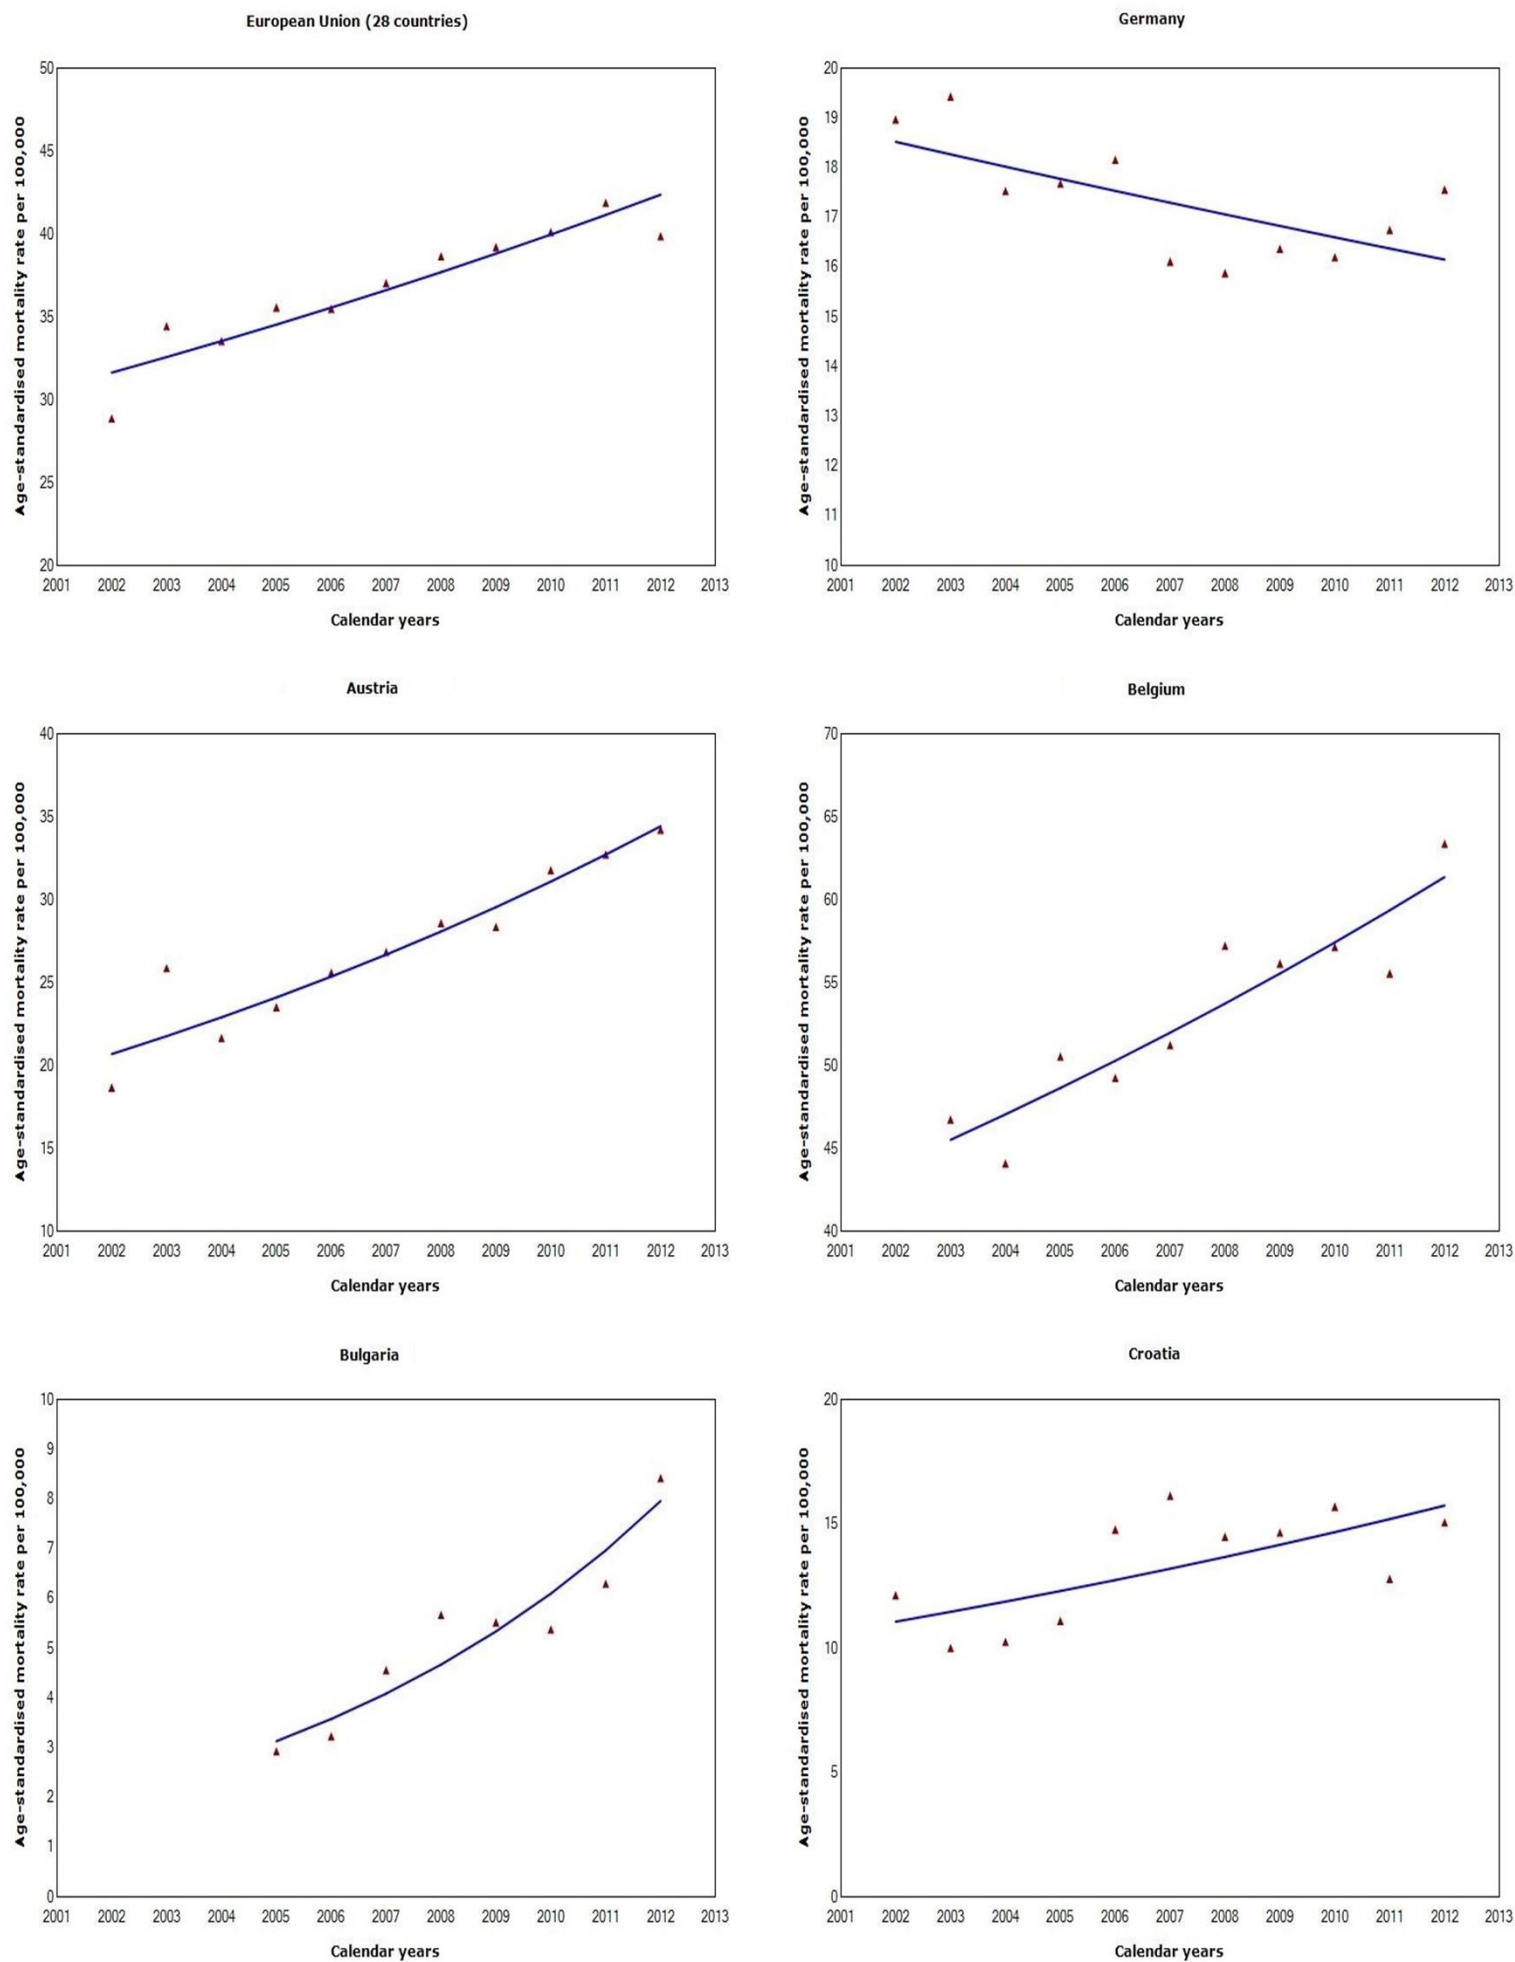 European Union (28 countries)
Age-standardised mortality rate per 100,000
50
45
40
35
30
25
20
2001 2002 2003 2004 2005 2006 2007 2008 2009 2010 2011 2012 2013
Calendar years
Germany
Age-standardised mortality rate per 100,000
20
19
18
17
16
15
14
13
12
11
10
2001 2002 2003 2004 2005 2006 2007 2008 2009 2010 2011 2012 2013
Calendar years
Austria
Age-standardised mortality rate per 100,000
40
35
30
25
20
15
10
2001 2002 2003 2004 2005 2006 2007 2008 2009 2010 2011 2012 2013
Calendar years
Belgium
Age-standardised mortality rate per 100,000
70
65
60
55
50
45
40
2001 2002 2003 2004 2005 2006 2007 2008 2009 2010 2011 2012 2013
Calendar years
Bulgaria
Age-standardised mortality rate per 100,000
10
9
8
7
6
5
4
3
2
1
0
2001 2002 2003 2004 2005 2006 2007 2008 2009 2010 2011 2012 2013
Calendar years
Croatia
Age-standardised mortality rate per 100,000
20
15
10
5
0
2001 2002 2003 2004 2005 2006 2007 2008 2009 2010 2011 2012 2013
Calendar years